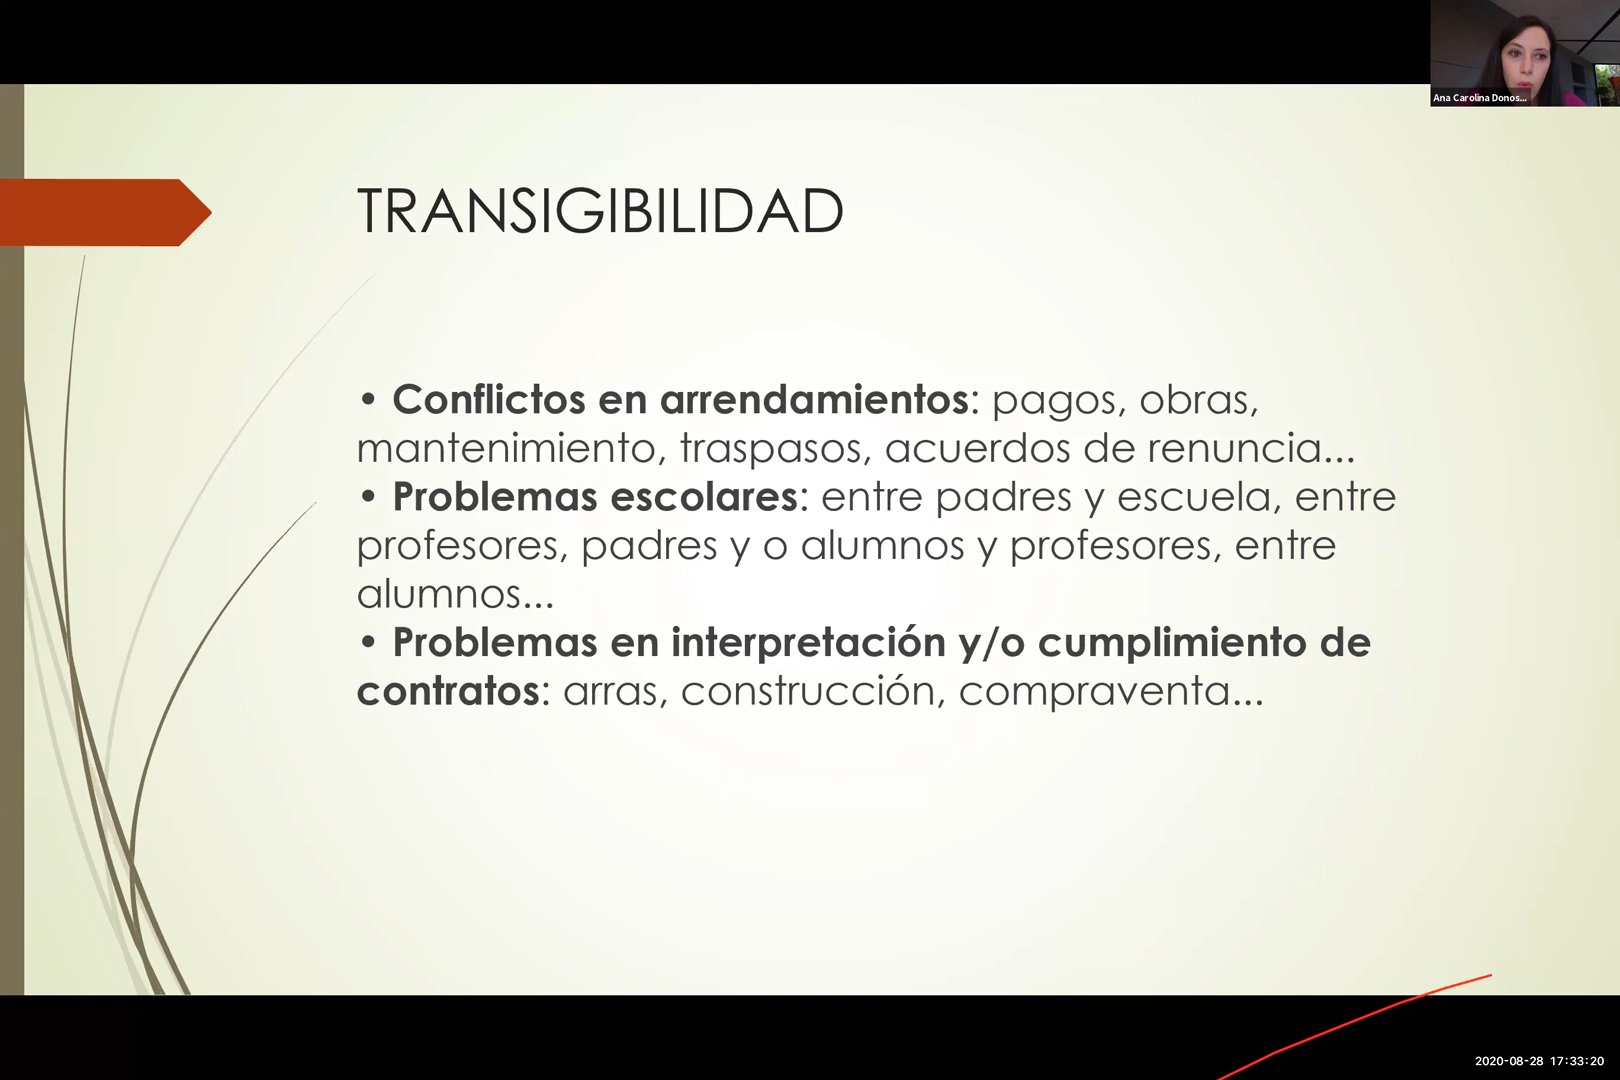 Ana Carolina Donos...
TRANSIGIBILIDAD
• Conflictos en arrendamientos: pagos, obras,
mantenimiento, traspasos, acuerdos de renuncia...
• Problemas escolares: entre padres y escuela, entre
profesores, padres y o alumnos y profesores, entre
alumnos...
• Problemas en interpretación y/o cumplimiento de
contratos: arras, construcción, compraventa...
2020-08-28 17:33:20